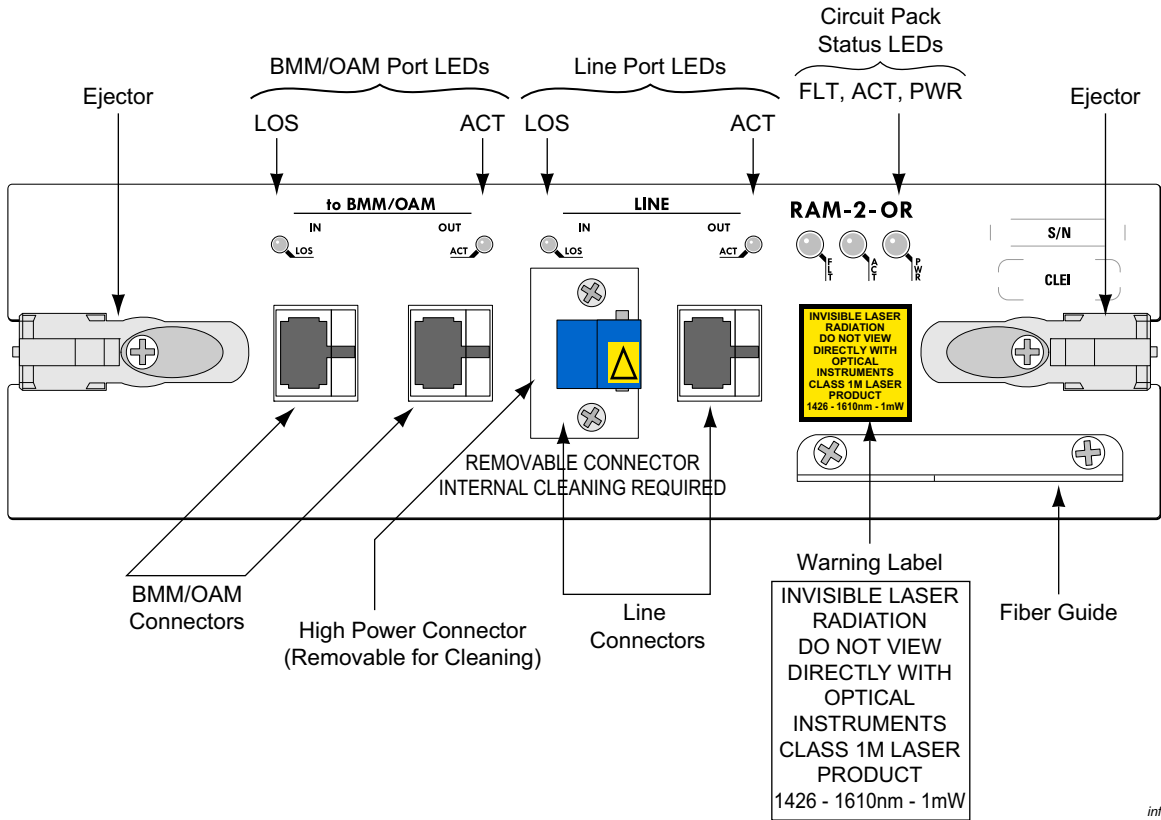 Circuit Pack
Status LEDs
BMM/OAM Port LEDs
Line Port LEDs
FLT, ACT, PWR
Ejector
Ejector
LOS
ACT
LOS
ACT
to BMM/OAM
LINE
RAM-2-OR
IN
OUT
IN
OUT
S/N
LOS
ACT
LOS
ACT
FLT
ACT
PWR
CLEI
INVISIBLE LASER
RADIATION
DO NOT VIEW
DIRECTLY WITH
OPTICAL
INSTRUMENTS
CLASS 1M LASER
PRODUCT
1426 - 1610nm - 1mW
REMOVABLE CONNECTOR
INTERNAL CLEANING REQUIRED
BMM/OAM
Connectors
High Power Connector
(Removable for Cleaning)
Line
Connectors
Warning Label
INVISIBLE LASER
RADIATION
DO NOT VIEW
DIRECTLY WITH
OPTICAL
INSTRUMENTS
CLASS 1M LASER
PRODUCT
1426 - 1610nm - 1mW
Fiber Guide
inf